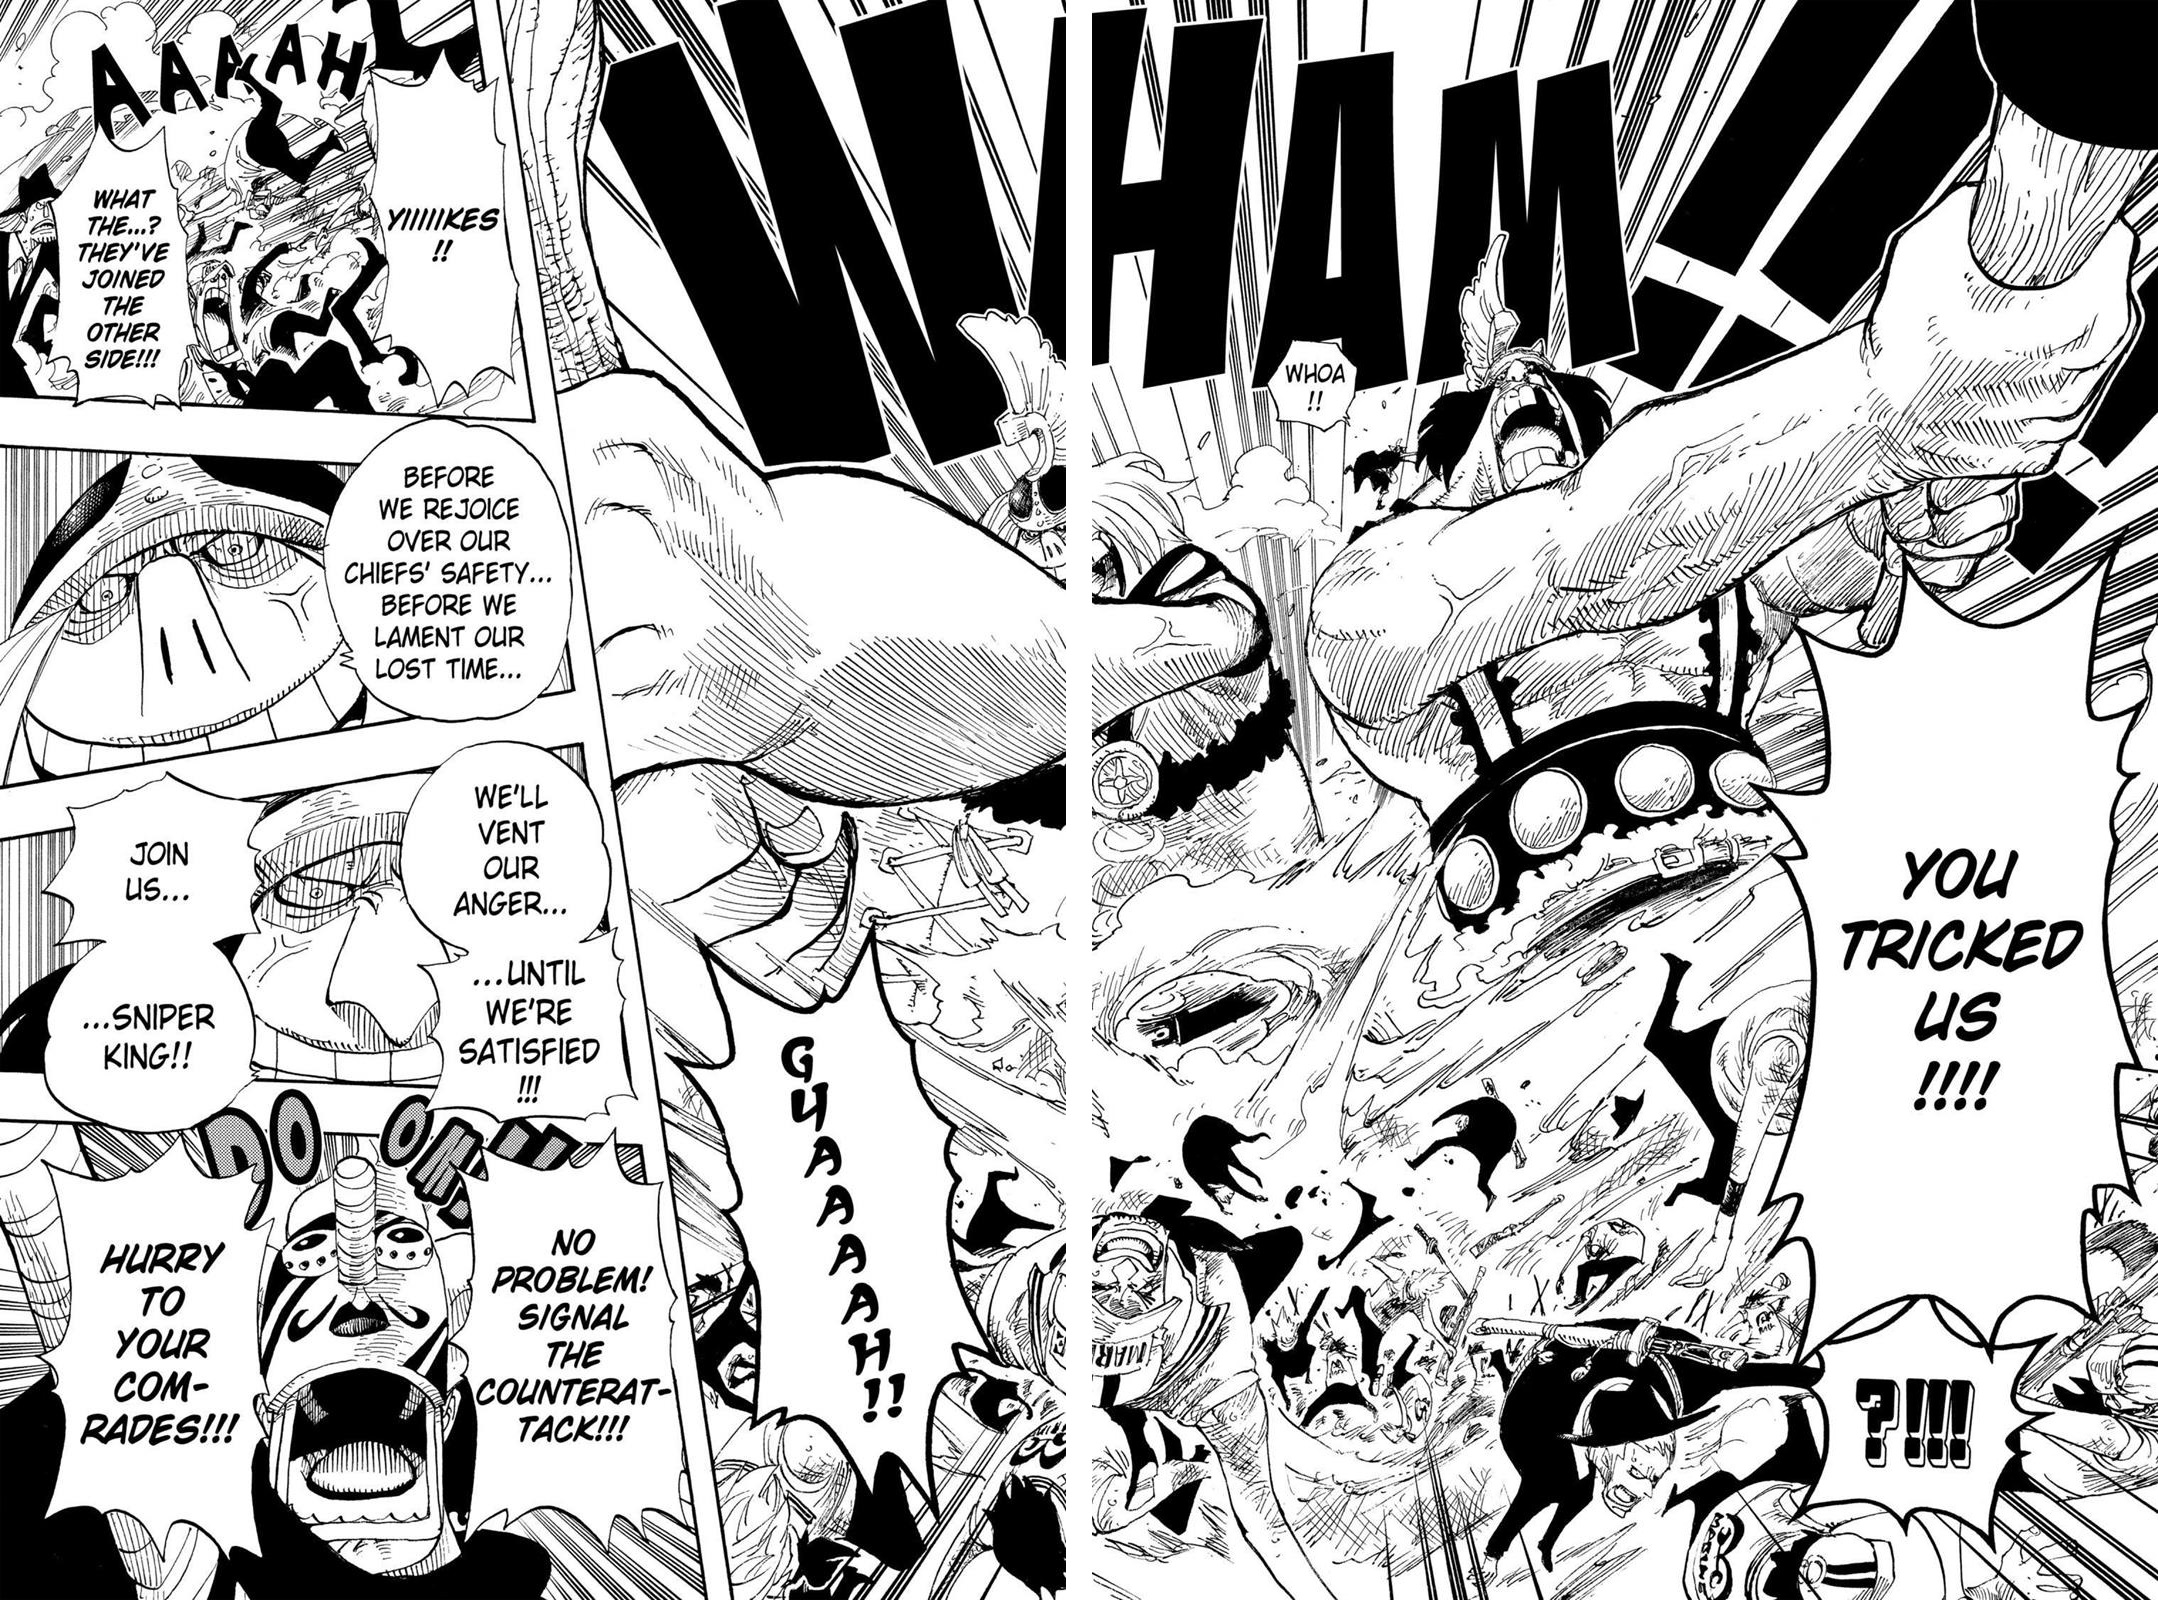 WHAM!!
WHOA
!!
YOU
TRICKED
US
!!!!
?!!!
GUAAAAAH!!
YIIIIIKES
!!
AAAAAH
WHAT
THE...?
THEY'VE
JOINED
THE
OTHER
SIDE!!!
BEFORE
WE REJOICE
OVER OUR
CHIEFS' SAFETY...
BEFORE WE
LAMENT OUR
LOST TIME...
WE'LL
VENT
OUR
ANGER...
...UNTIL
WE'RE
SATISFIED
!!!
JOIN
US...
...SNIPER
KING!!
NO
PROBLEM!
SIGNAL
THE
COUNTERAT-
TACK!!!
HURRY
TO
YOUR
COM-
RADES!!!